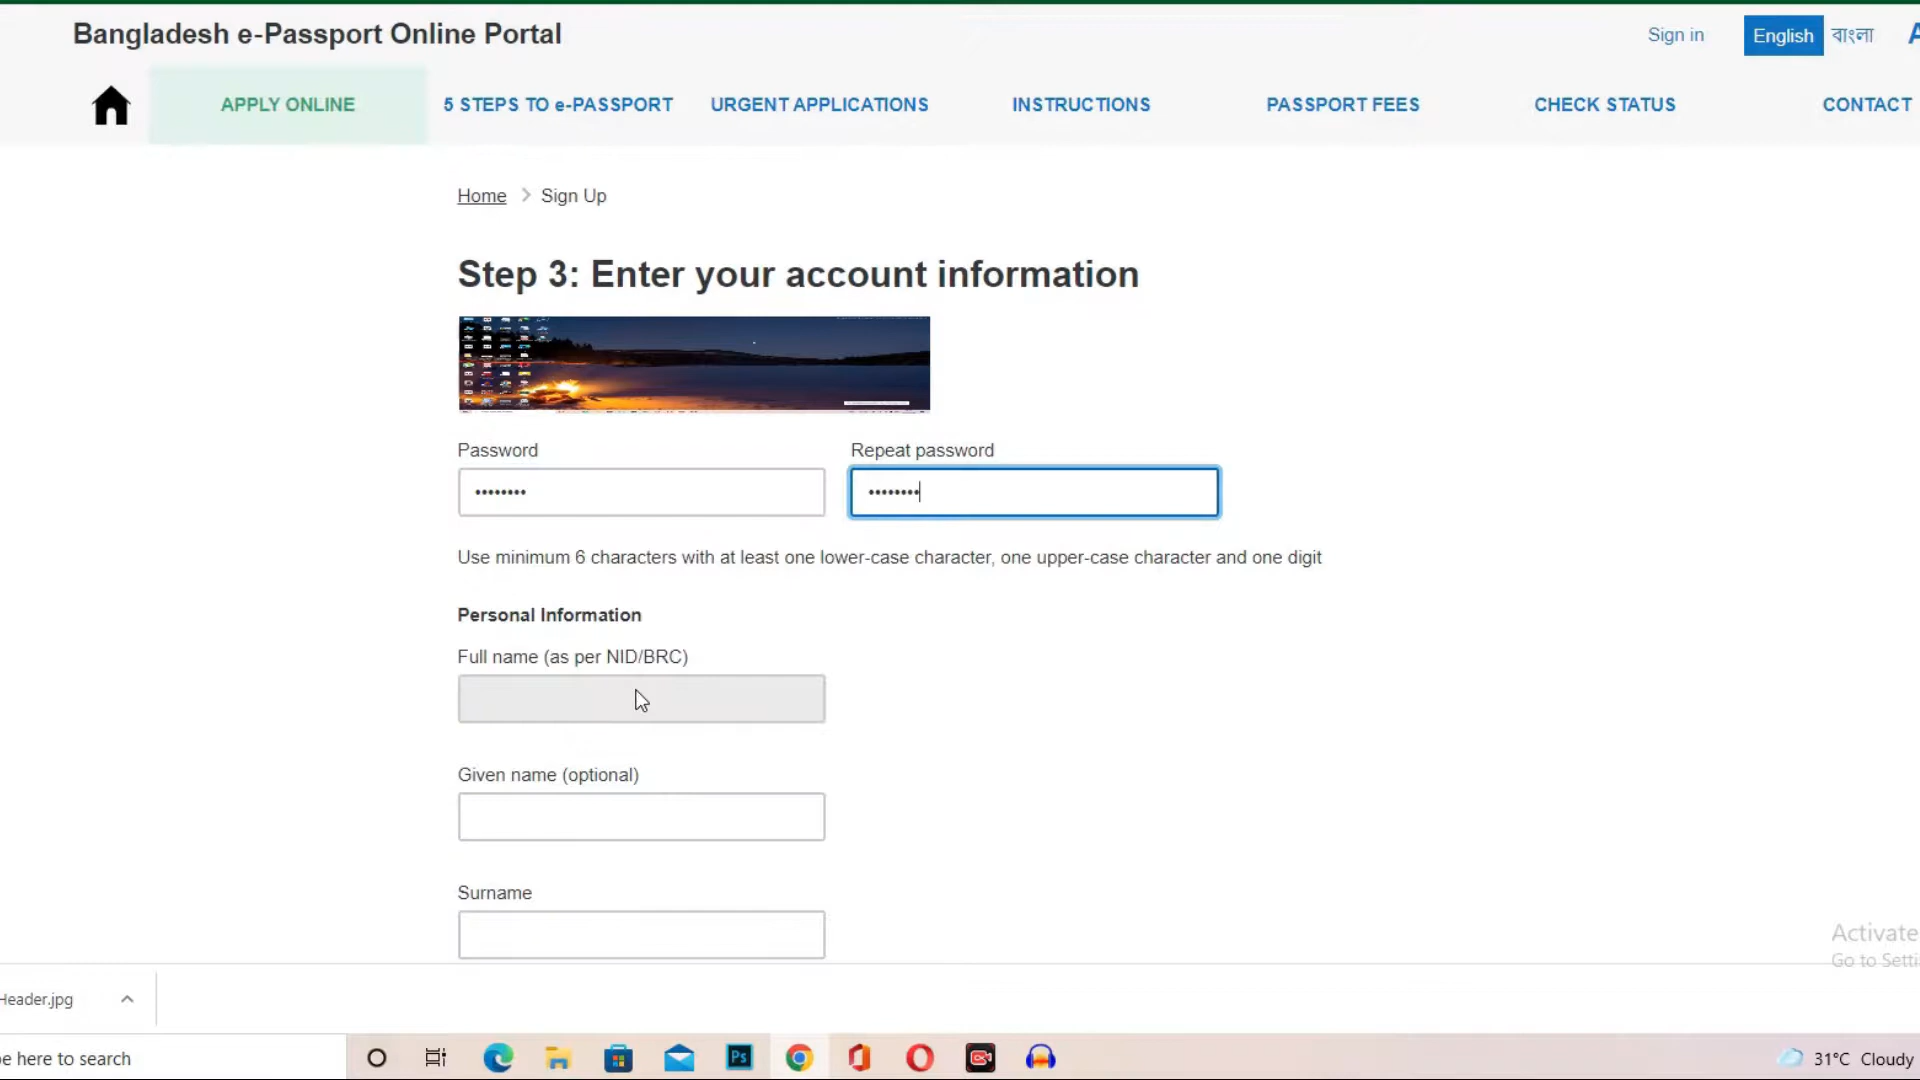 Bangladesh e-Passport Online Portal
Sign in
English
বাংলা
APPLY ONLINE
5 STEPS TO e-PASSPORT
URGENT APPLICATIONS
INSTRUCTIONS
PASSPORT FEES
CHECK STATUS
CONTACT
Home > Sign Up
Step 3: Enter your account information
Password
Repeat password
••••••••
••••••••
Use minimum 6 characters with at least one lower-case character, one upper-case character and one digit
Personal Information
Full name (as per NID/BRC)
Given name (optional)
Surname
Activate
Go to Setti
Header.jpg
e here to search
Ps
31°C Cloudy